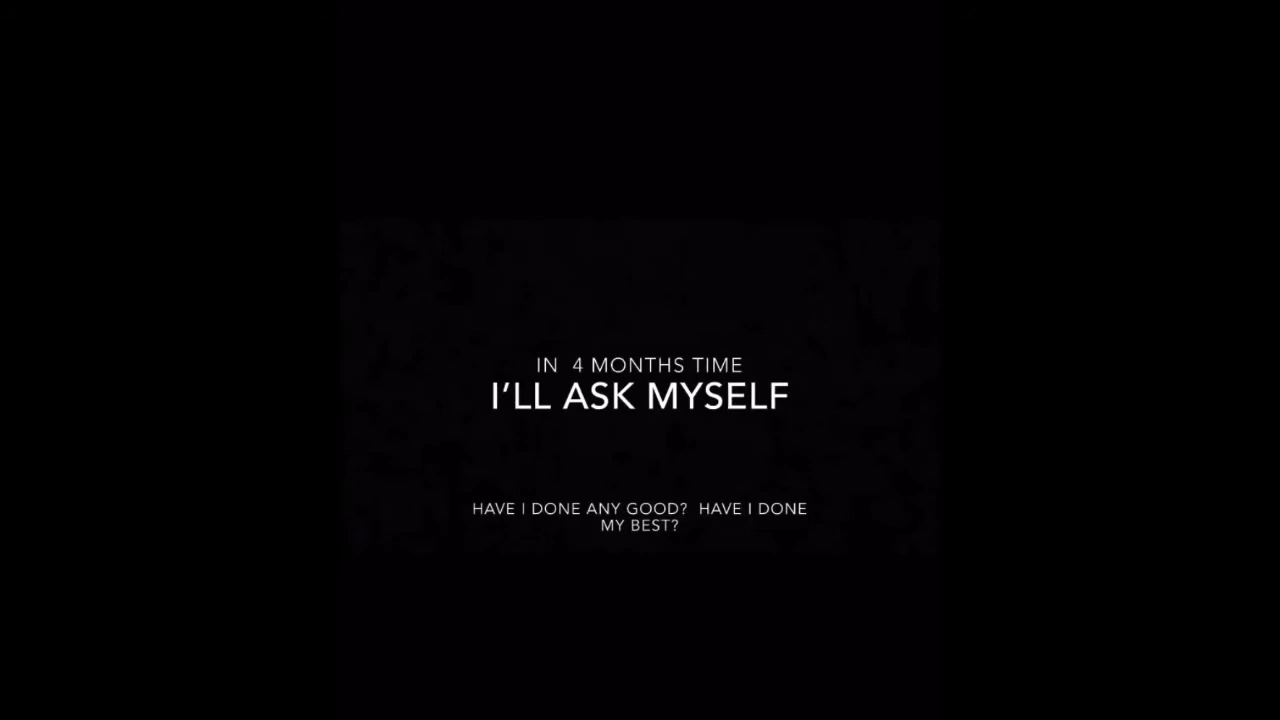 IN  4 MONTHS TIME
I’LL ASK MYSELF
HAVE I DONE ANY GOOD?  HAVE I DONE
MY BEST?